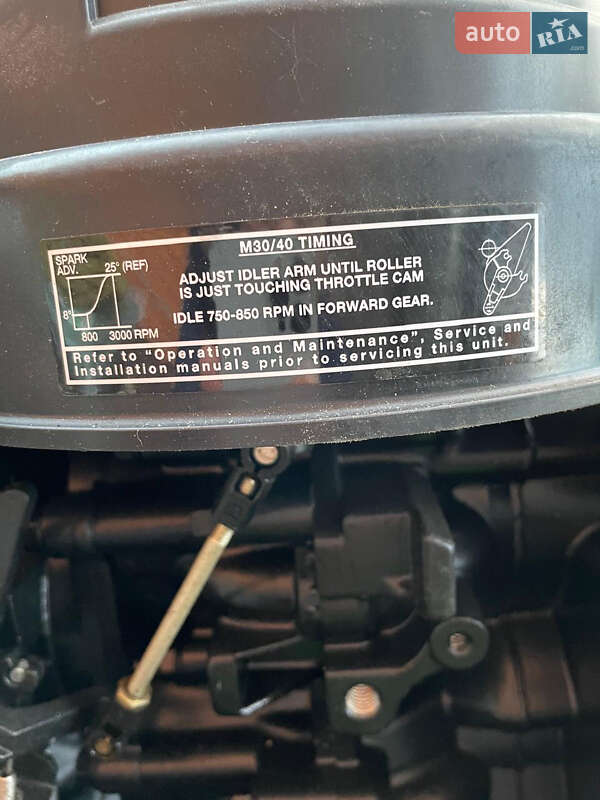 auto RIA.com
M30/40 TIMING
SPARK
ADV.
25° (REF)
8°
800 3000 RPM
ADJUST IDLER ARM UNTIL ROLLER
IS JUST TOUCHING THROTTLE CAM
IDLE 750-850 RPM IN FORWARD GEAR.
Refer to "Operation and Maintenance", Service and
Installation manuals prior to servicing this unit.